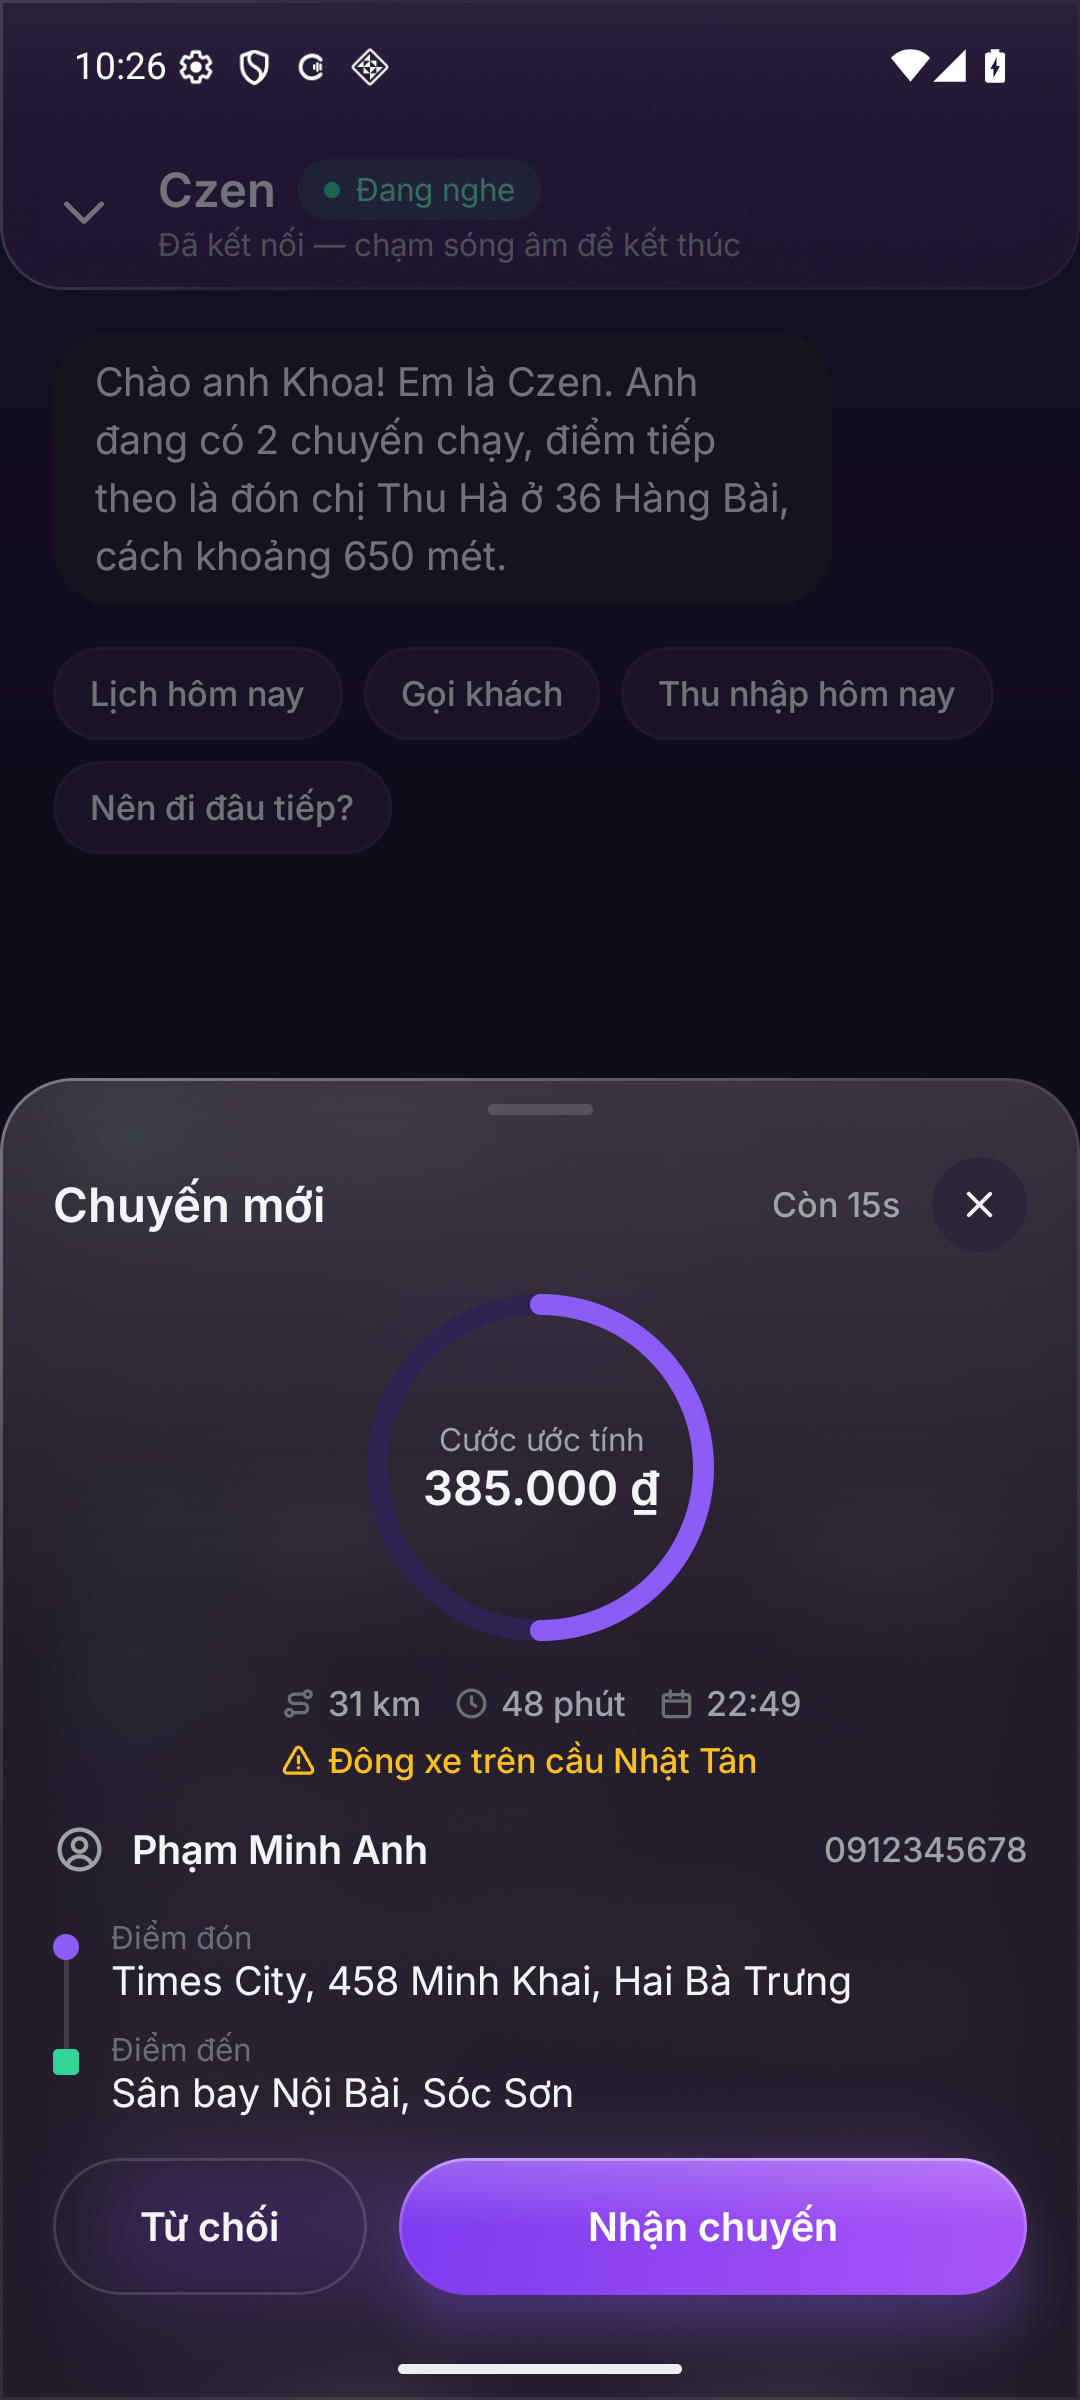 10:26
Czen
Đang nghe
Đã kết nối — chạm sóng âm để kết thúc
Chào anh Khoa! Em là Czen. Anh
đang có 2 chuyến chạy, điểm tiếp
theo là đón chị Thu Hà ở 36 Hàng Bài,
cách khoảng 650 mét.
Lịch hôm nay
Gọi khách
Thu nhập hôm nay
Nên đi đâu tiếp?
Chuyến mới
Còn 15s
Cước ước tính
385.000 ₫
31 km
48 phút
22:49
Đông xe trên cầu Nhật Tân
Phạm Minh Anh
0912345678
Điểm đón
Times City, 458 Minh Khai, Hai Bà Trưng
Điểm đến
Sân bay Nội Bài, Sóc Sơn
Từ chối
Nhận chuyến